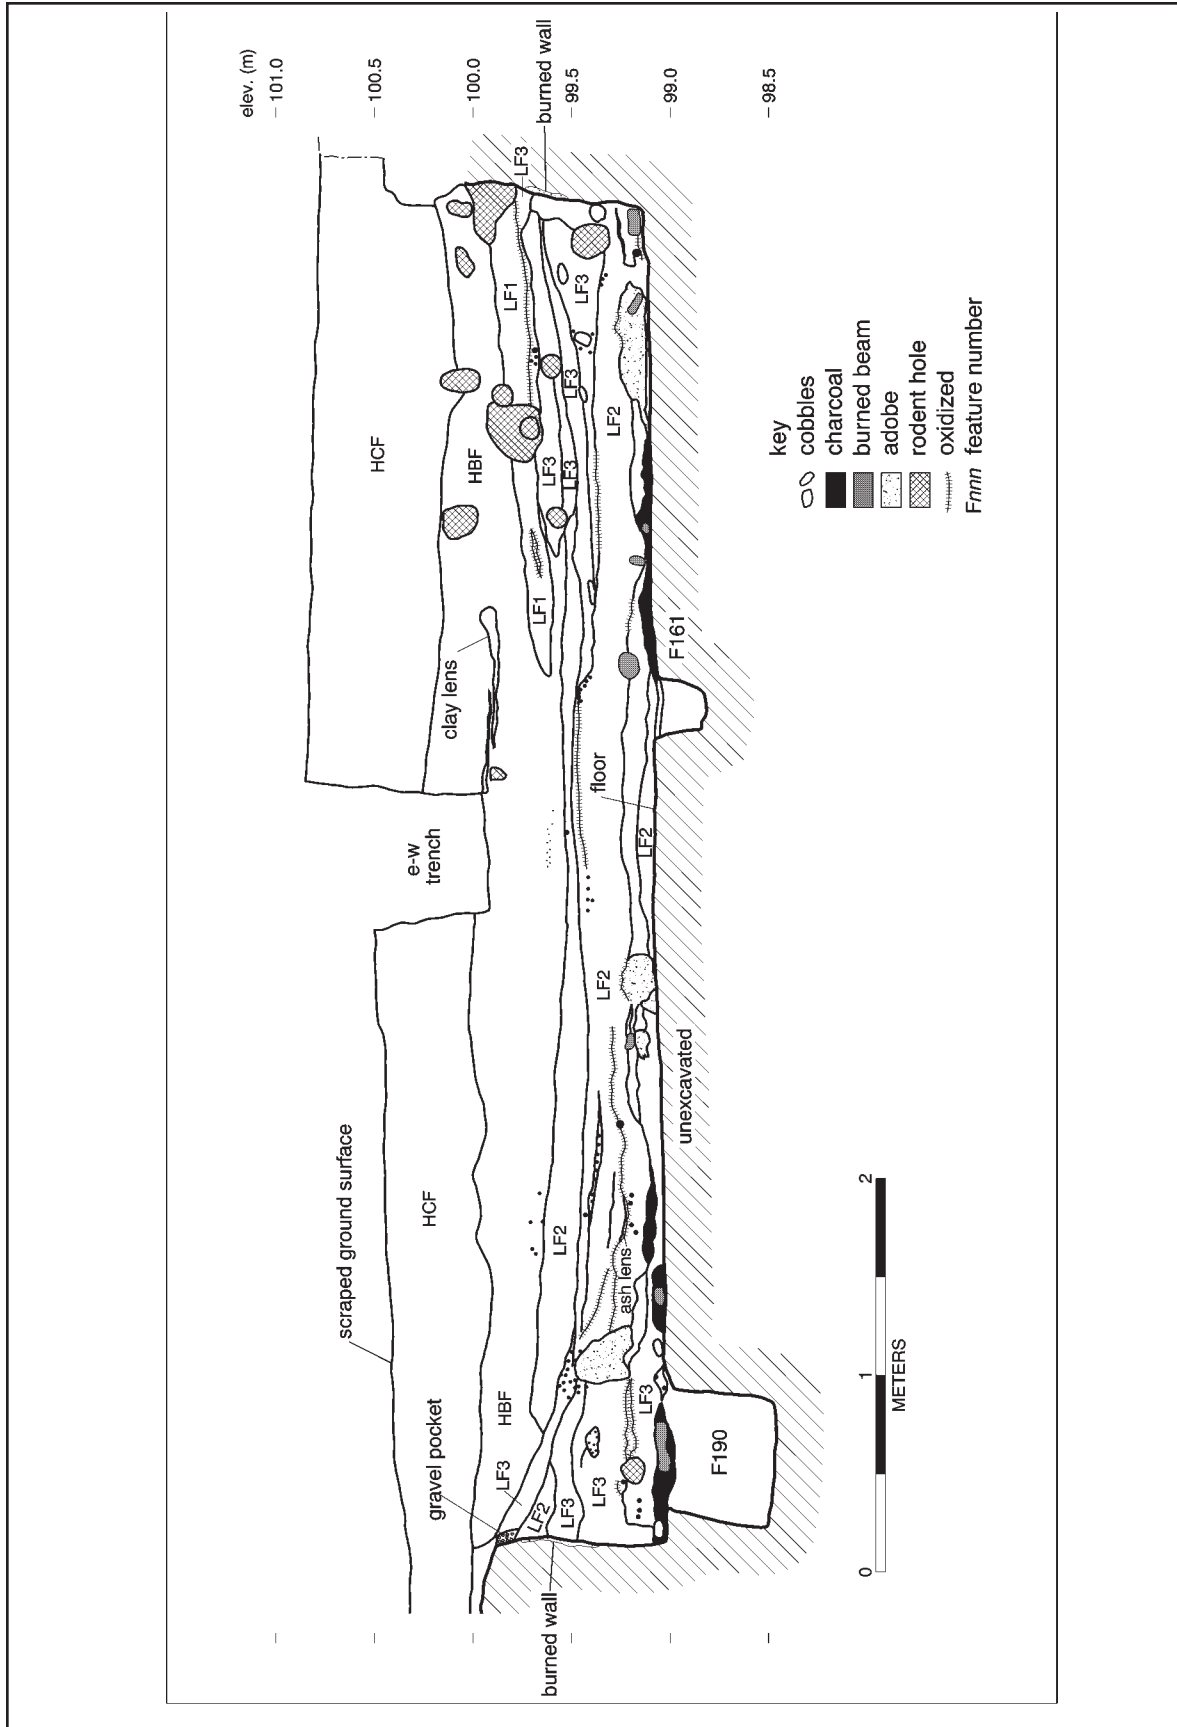 elev. (m)
101.0
100.5
100.0
99.5
99.0
98.5
burned wall
LF3
HCF
HBF
LF1
LF3
LF3
LF2
LF3
LF3
LF1
clay lens
F161
e-w
trench
floor
LF2
LF2
unexcavated
scraped ground surface
HCF
LF2
ash lens
gravel pocket
HBF
LF3
LF2
LF3
LF3
LF3
F190
burned wall
key
cobbles
charcoal
burned beam
adobe
rodent hole
oxidized
Fnnn feature number
0 1 2
METERS